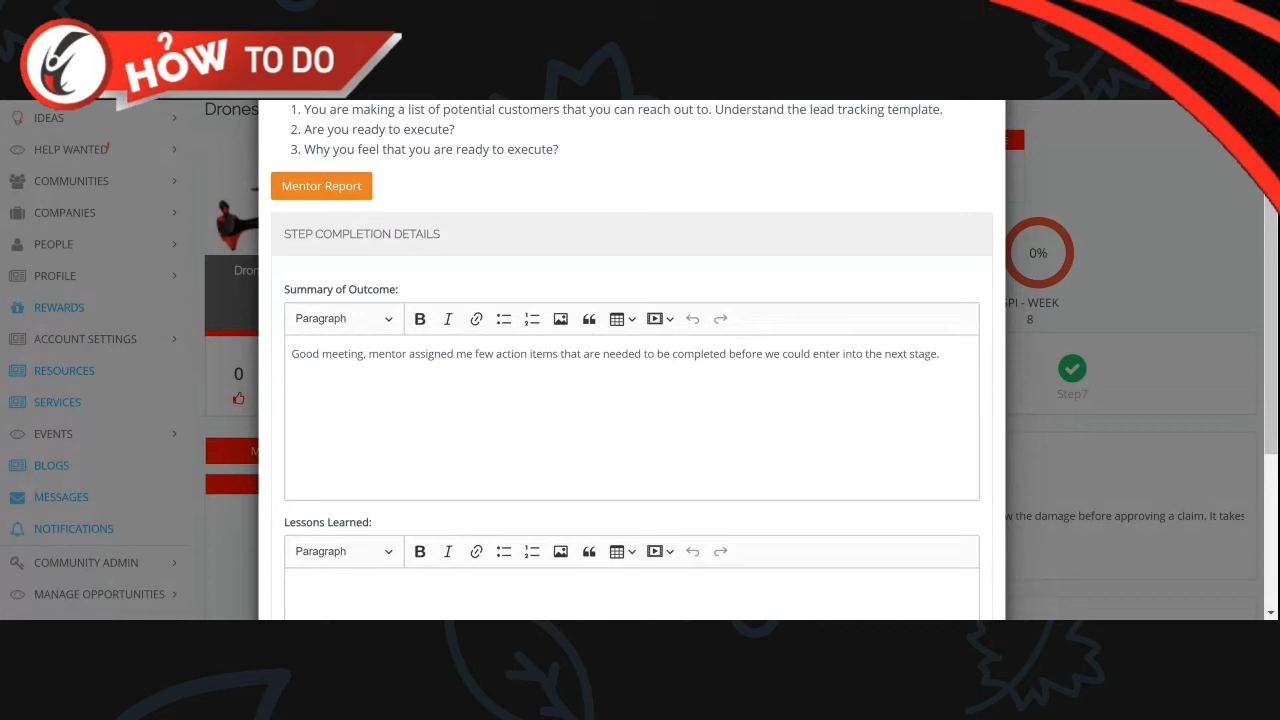 ? HOW TO DO
Drones
1. You are making a list of potential customers that you can reach out to. Understand the lead tracking template.
2. Are you ready to execute?
3. Why you feel that you are ready to execute?
Mentor Report
STEP COMPLETION DETAILS
Summary of Outcome:
Paragraph
Good meeting, mentor assigned me few action items that are needed to be completed before we could enter into the next stage.
Lessons Learned:
Paragraph
IDEAS
HELP WANTED
COMMUNITIES
COMPANIES
PEOPLE
PROFILE
REWARDS
ACCOUNT SETTINGS
RESOURCES
SERVICES
EVENTS
BLOGS
MESSAGES
NOTIFICATIONS
COMMUNITY ADMIN
MANAGE OPPORTUNITIES
Dron
0
M
0%
PI - WEEK
8
Step7
w the damage before approving a claim. It takes